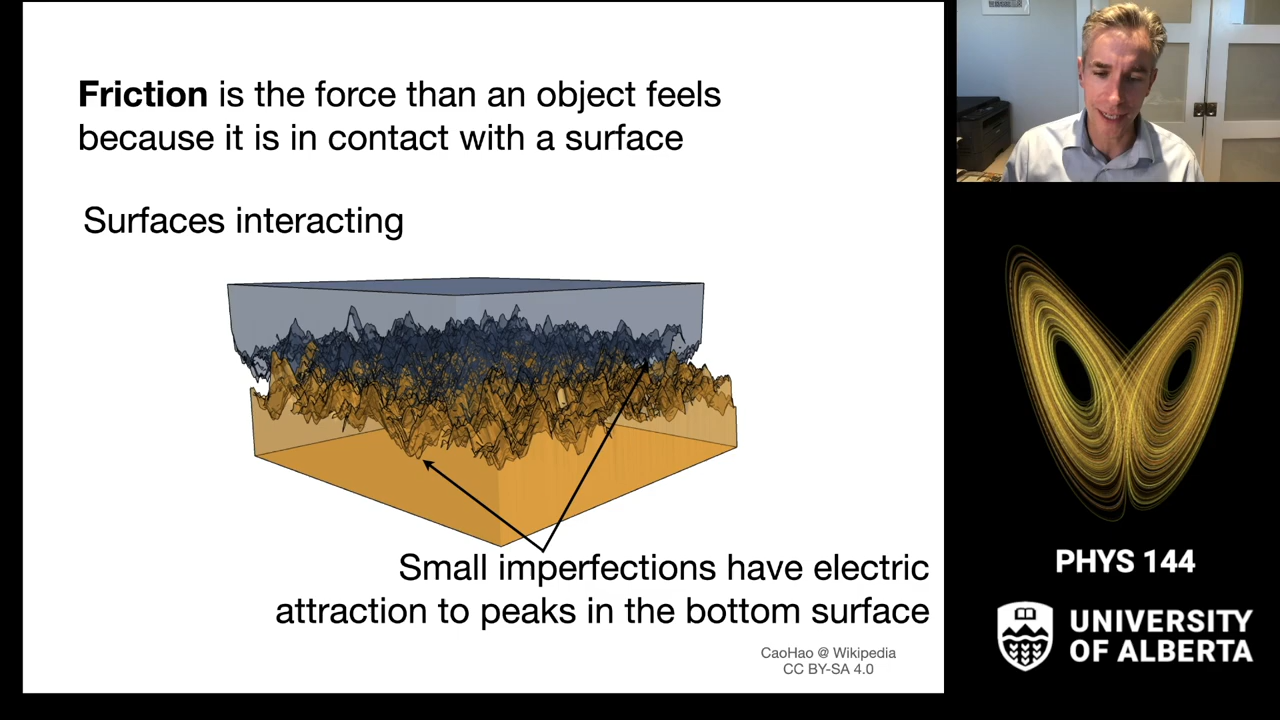 Friction is the force than an object feels
because it is in contact with a surface
Surfaces interacting
Small imperfections have electric
attraction to peaks in the bottom surface
CaoHao @ Wikipedia
CC BY-SA 4.0
PHYS 144
UNIVERSITY
OF ALBERTA